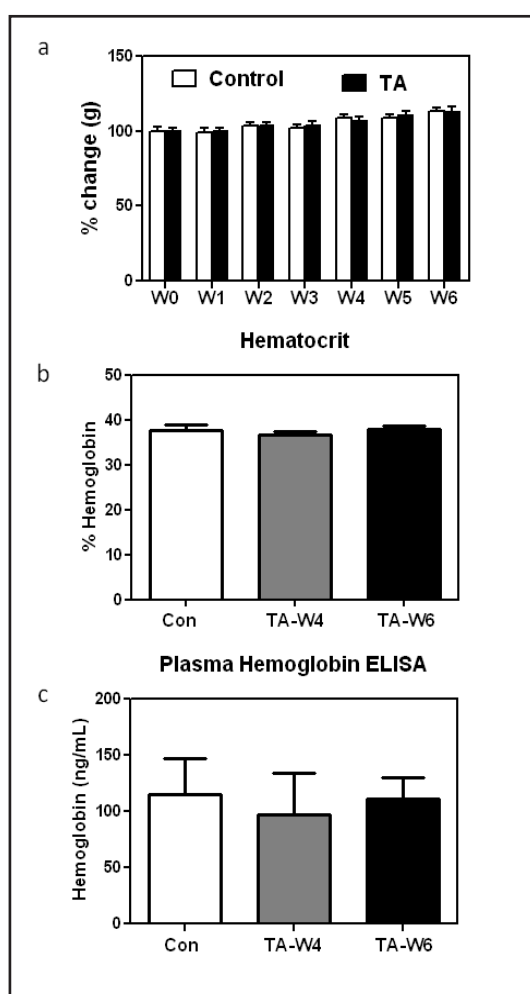 a
% change (g)
150
100
50
0
Control TA
W0 W1 W2 W3 W4 W5 W6
Hematocrit
b
% Hemoglobin
50
40
30
20
10
0
Con TA-W4 TA-W6
Plasma Hemoglobin ELISA
c
Hemoglobin (ng/mL)
200
150
100
50
0
Con TA-W4 TA-W6